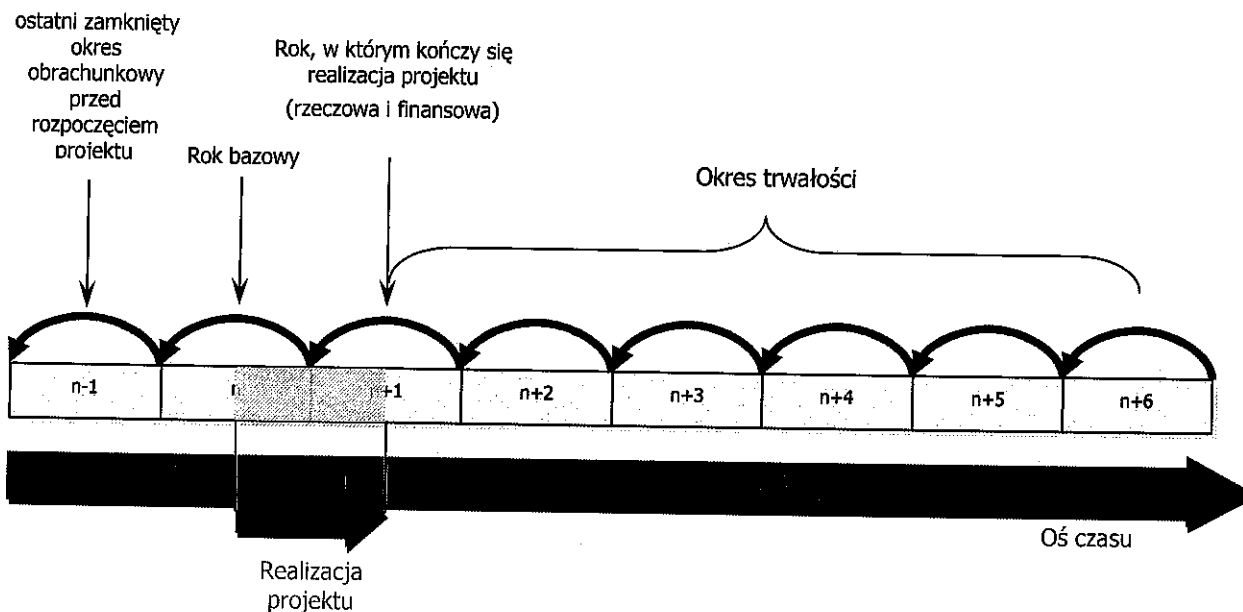 ostatni zamknięty
okres
obrachunkowy
przed
rozpoczęciem
projektu
Rok bazowy
Rok, w którym kończy się
realizacja projektu
(rzeczowa i finansowa)
Okres trwałości
n-1
n
n+1
n+2
n+3
n+4
n+5
n+6
Oś czasu
Realizacja
projektu